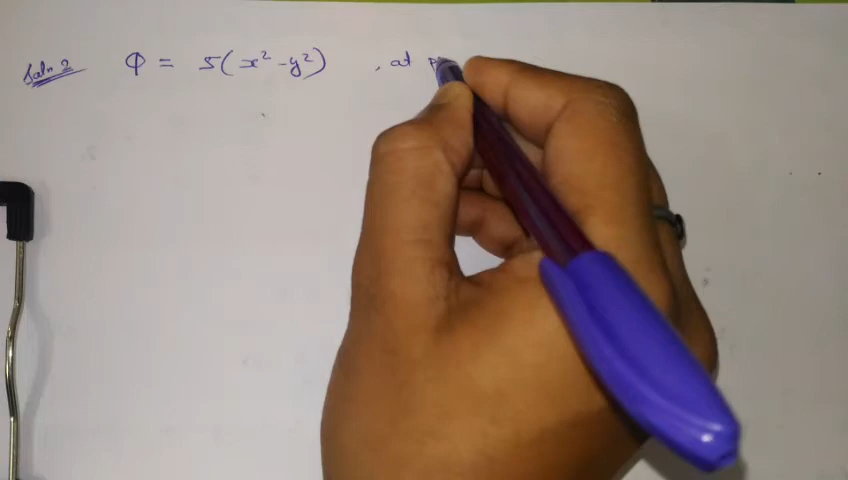 Soln 2 Φ = 5(x² - y²) , at